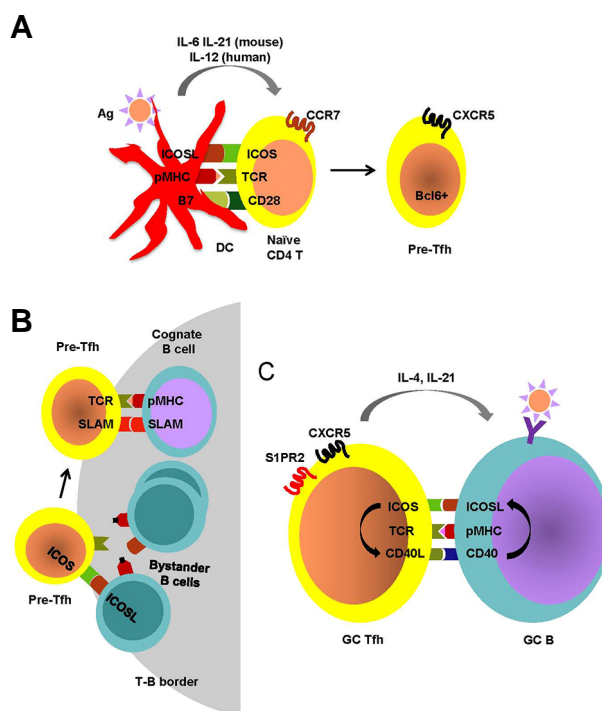 A
IL-6 IL-21 (mouse)
IL-12 (human)
Ag
CCR7
CXCR5
ICOSL
ICOS
pMHC
TCR
B7
CD28
Bcl6+
DC
Naïve
CD4 T
Pre-Tfh
B
Cognate
B cell
Pre-Tfh
TCR
pMHC
SLAM
SLAM
ICOS
Bystander
B cells
Pre-Tfh
ICOSL
T-B border
C
IL-4, IL-21
CXCR5
S1PR2
ICOS
ICOSL
TCR
pMHC
CD40L
CD40
GC Tfh
GC B